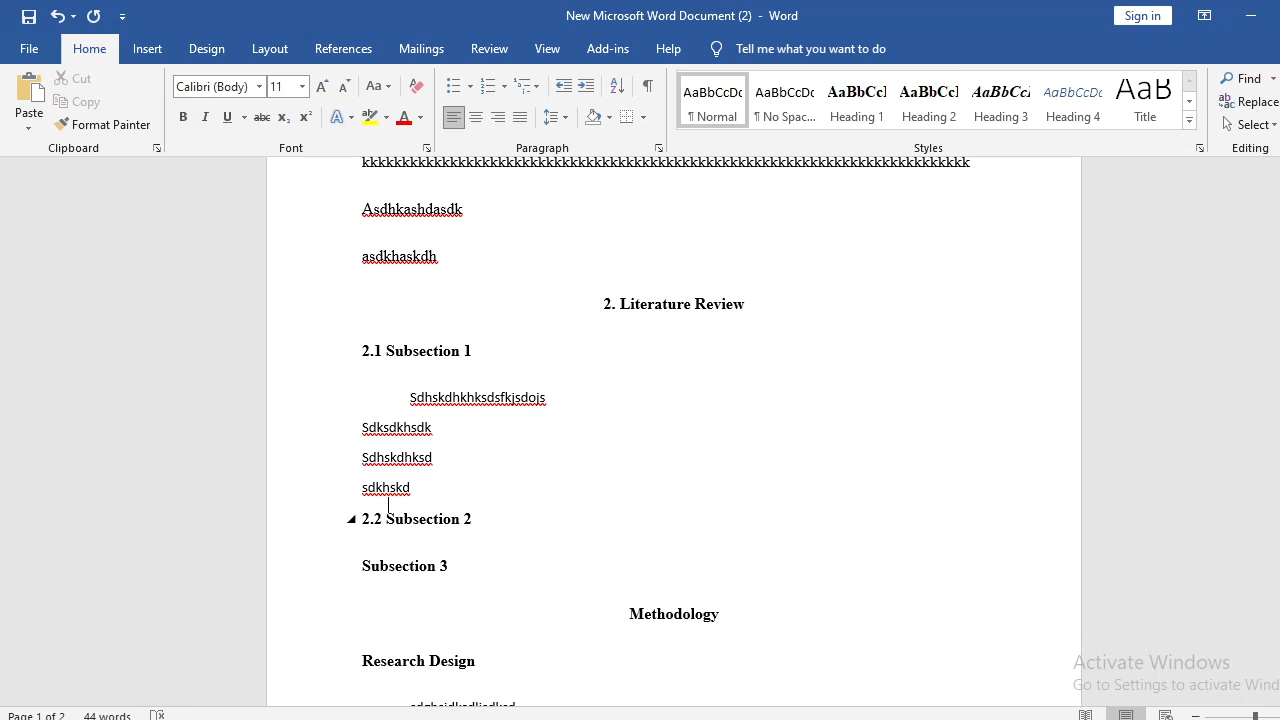 New Microsoft Word Document (2) - Word
Sign in
File Home Insert Design Layout References Mailings Review View Add-ins Help Tell me what you want to do
Paste
Cut
Copy
Format Painter
Clipboard
Calibri (Body) 11
Font
Paragraph
AaBbCcDc AaBbCcDc AaBbCcI AaBbCcI AaBbCcI AaBbCcDc AaB
¶ Normal ¶ No Spac... Heading 1 Heading 2 Heading 3 Heading 4 Title
Styles
Find
Replace
Select
Editing
Asdhkashdasdk
asdkhaskdh
2. Literature Review
2.1 Subsection 1
Sdhskdhkhksdsfkjsdojs
Sdksdkhsdk
Sdhskdhksd
sdkhskd
2.2 Subsection 2
Subsection 3
Methodology
Research Design
Activate Windows
Go to Settings to activate Wind
Page 1 of 2 44 words